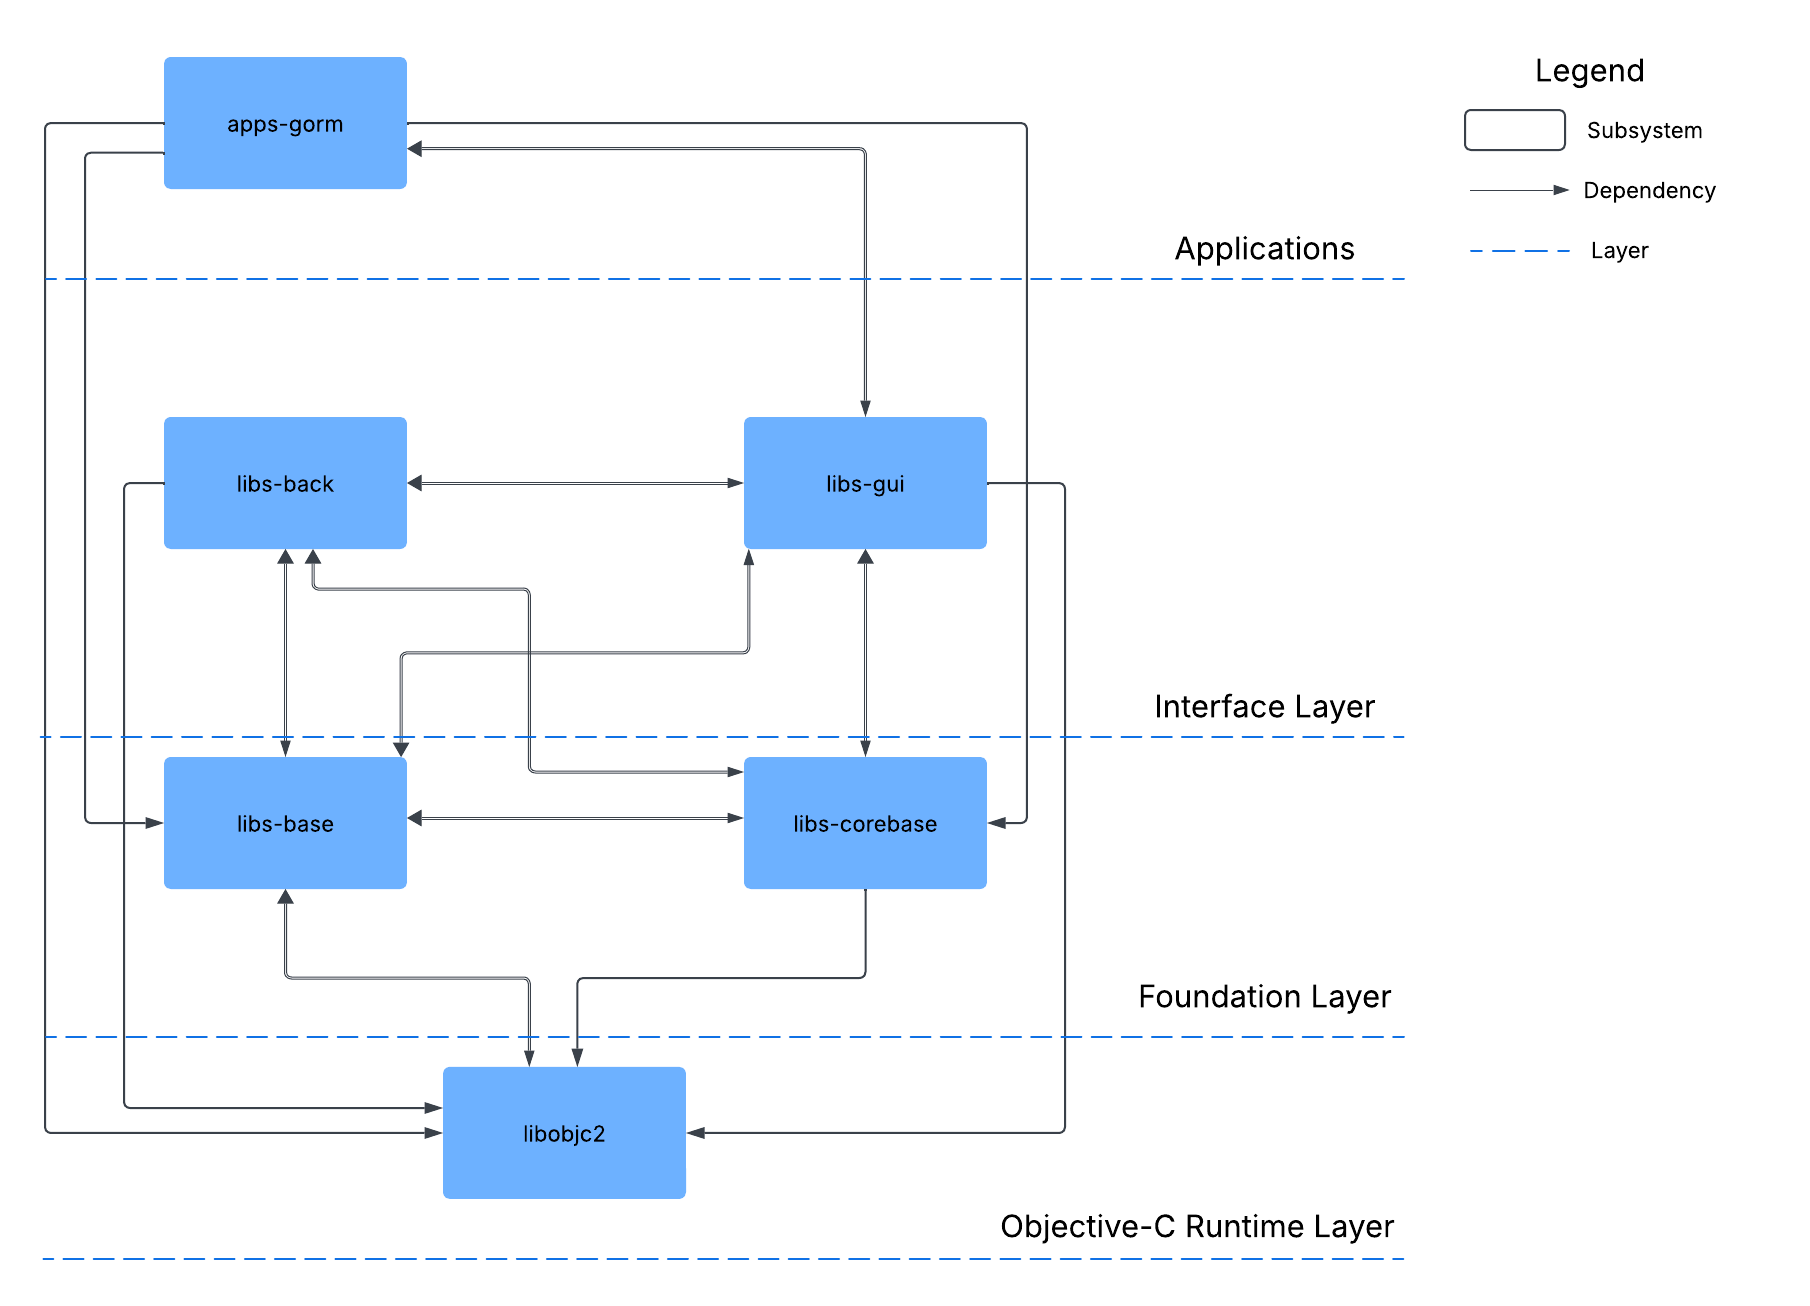 Legend
Subsystem
Dependency
Layer
apps-gorm
Applications
libs-back
libs-gui
Interface Layer
libs-base
libs-corebase
Foundation Layer
libobjc2
Objective-C Runtime Layer